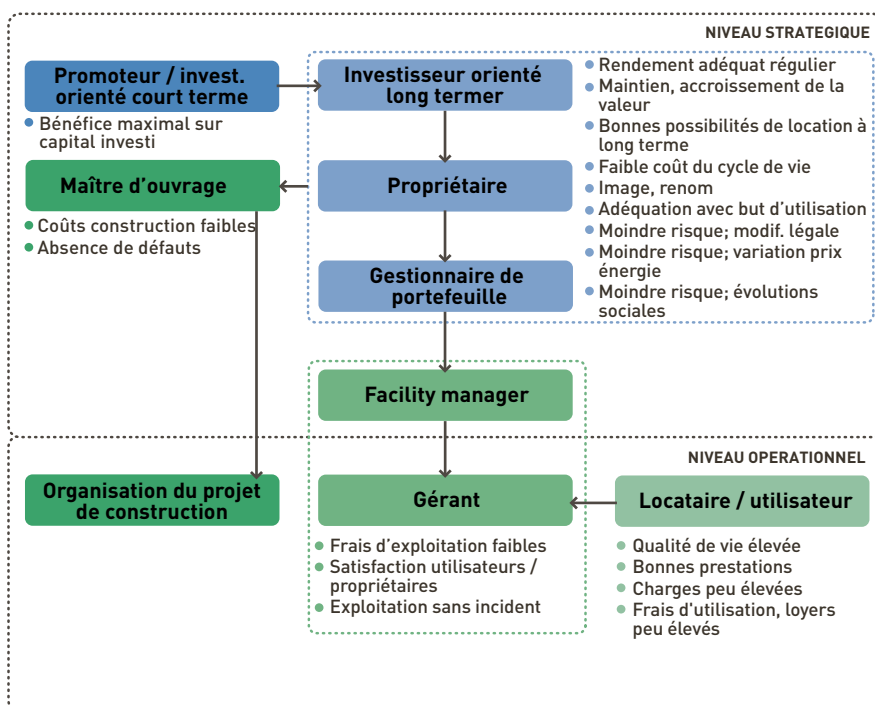 NIVEAU STRATEGIQUE
Promoteur / invest.
orienté court terme
Bénéfice maximal sur
capital investi
Investisseur orienté
long termer
Rendement adéquat régulier
Maintien, accroissement de la
valeur
Bonnes possibilités de location à
long terme
Faible coût du cycle de vie
Image, renom
Adéquation avec but d'utilisation
Moindre risque; modif. légale
Moindre risque; variation prix
énergie
Moindre risque; évolutions
sociales
Maître d'ouvrage
Coûts construction faibles
Absence de défauts
Propriétaire
Gestionnaire de
portefeuille
Facility manager
NIVEAU OPERATIONNEL
Organisation du projet
de construction
Gérant
Frais d'exploitation faibles
Satisfaction utilisateurs /
propriétaires
Exploitation sans incident
Locataire / utilisateur
Qualité de vie élevée
Bonnes prestations
Charges peu élevées
Frais d'utilisation, loyers
peu élevés